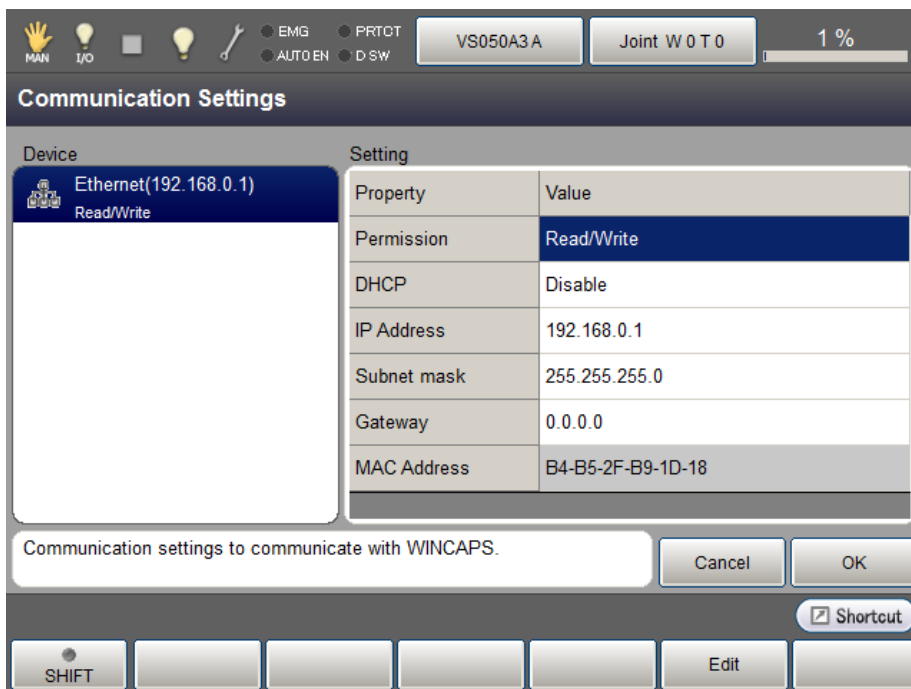 MAN
I/O
EMG
AUTO EN
PRTCT
D SW
VS050A3 A
Joint W 0 T 0
1 %
Communication Settings
Device
Ethernet(192.168.0.1)
Read/Write
Setting
Property Value
Permission Read/Write
DHCP Disable
IP Address 192.168.0.1
Subnet mask 255.255.255.0
Gateway 0.0.0.0
MAC Address B4-B5-2F-B9-1D-18
Communication settings to communicate with WINCAPS.
Cancel
OK
Shortcut
SHIFT
Edit